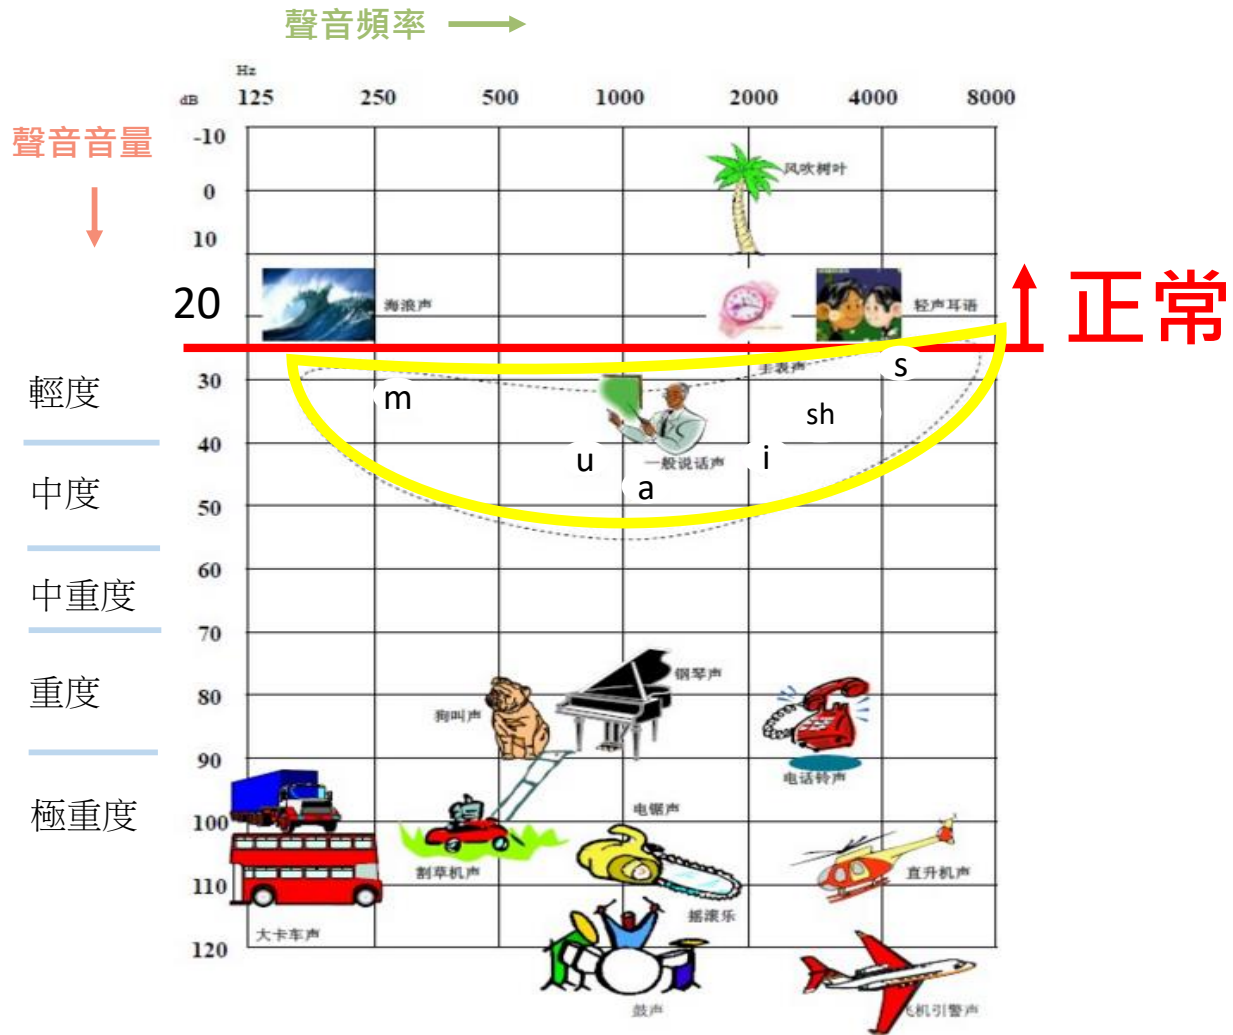 聲音頻率
Hz
dB 125 250 500 1000 2000 4000 8000
聲音音量
-10
风吹树叶
0
10
20
海浪声
轻声耳语
正常
手表声
輕度
30
m
s
sh
40
u
一般说话声
i
a
中度
50
60
中重度
70
钢琴声
重度
80
狗叫声
90
电话铃声
極重度
100
电锯声
割草机声
直升机声
110
摇滚乐
大卡车声
120
鼓声
飞机引警声